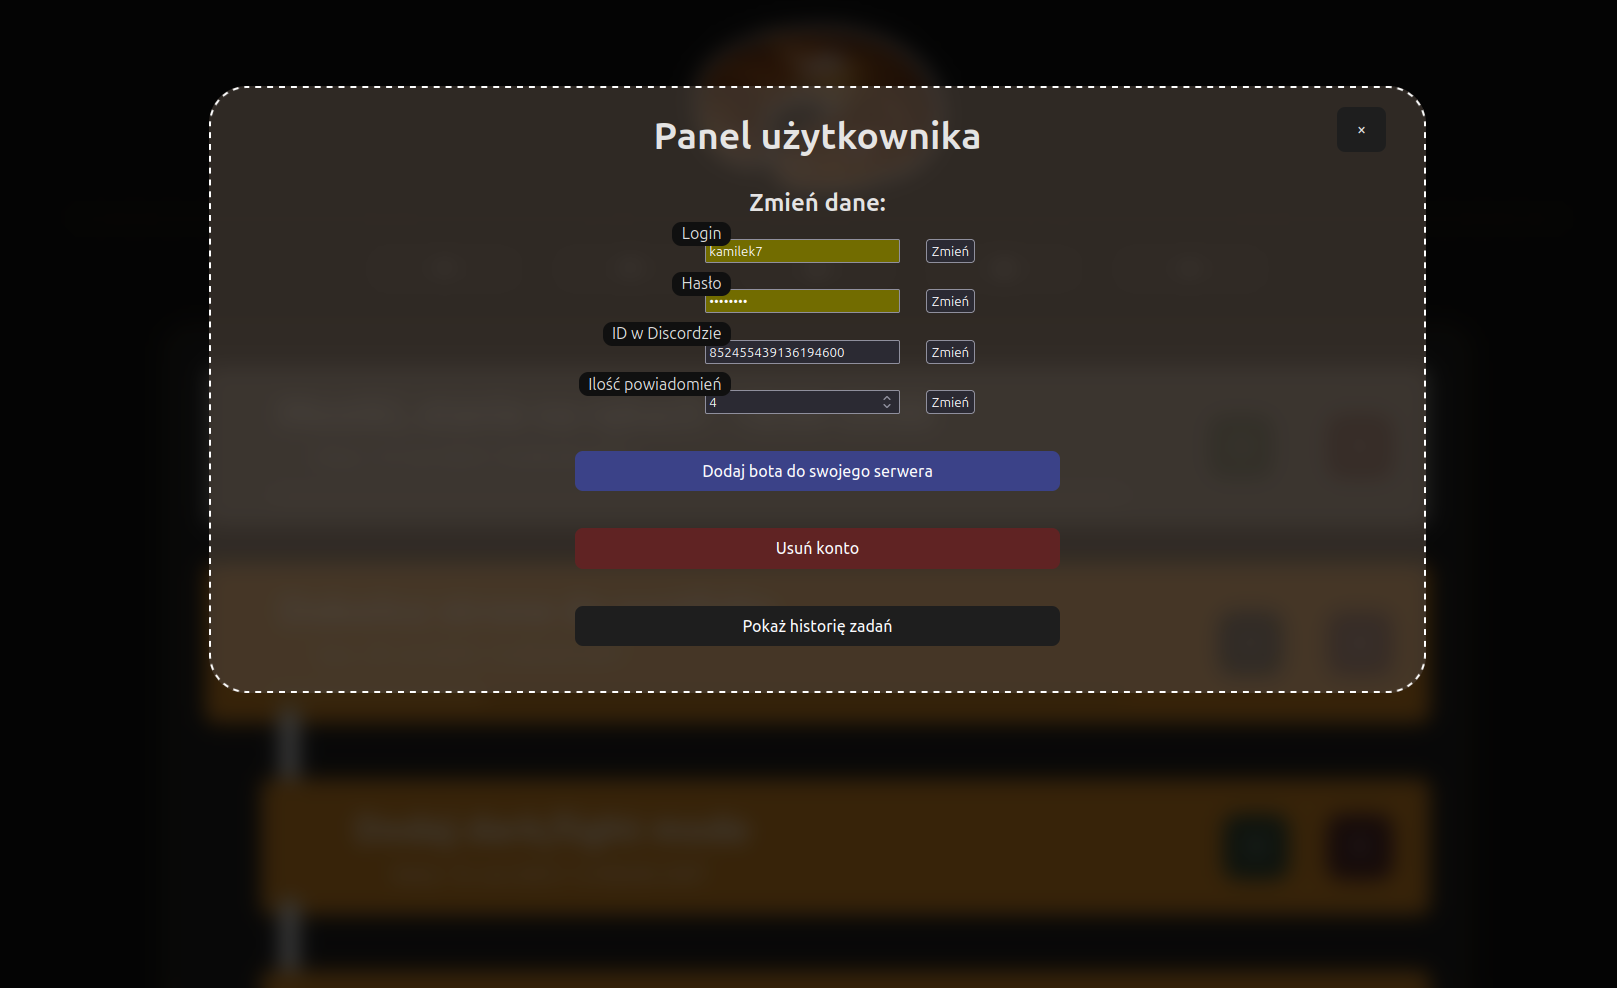 Panel użytkownika
×
Zmień dane:
Login
kamilek7
Zmień
Hasło
••••••••
Zmień
ID w Discordzie
852455439136194600
Zmień
Ilość powiadomień
4
Zmień
Dodaj bota do swojego serwera
Usuń konto
Pokaż historię zadań